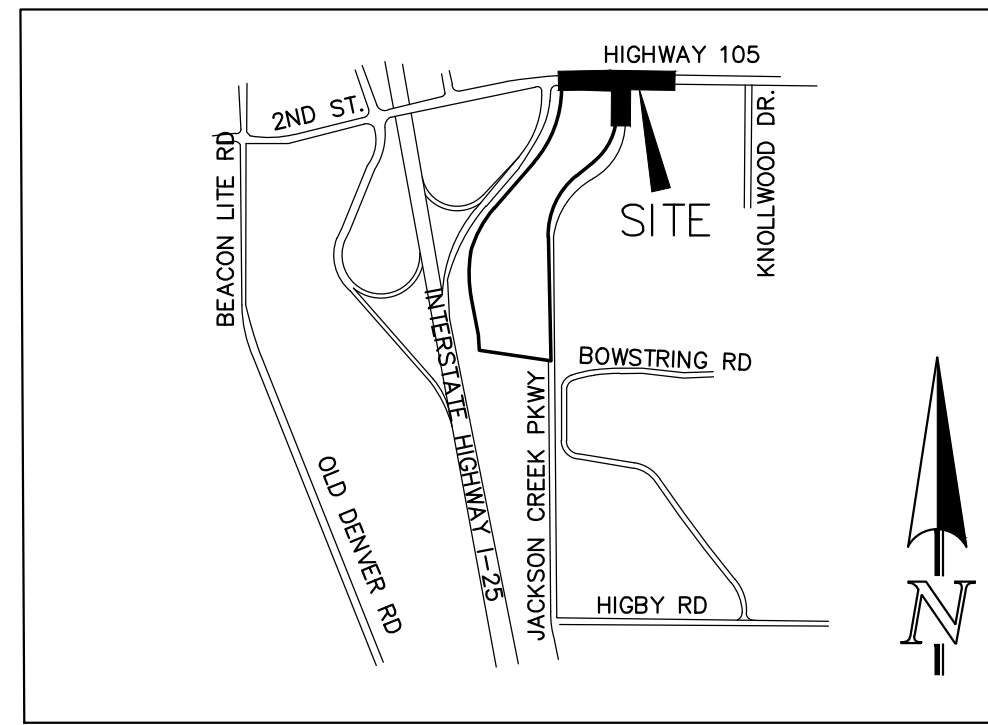 HIGHWAY 105
2ND ST.
BEACON LITE RD
KNOLLWOOD DR.
SITE
INTERSTATE HIGHWAY I-25
BOWSTRING RD
JACKSON CREEK PKWY
OLD DENVER RD
HIGBY RD
N